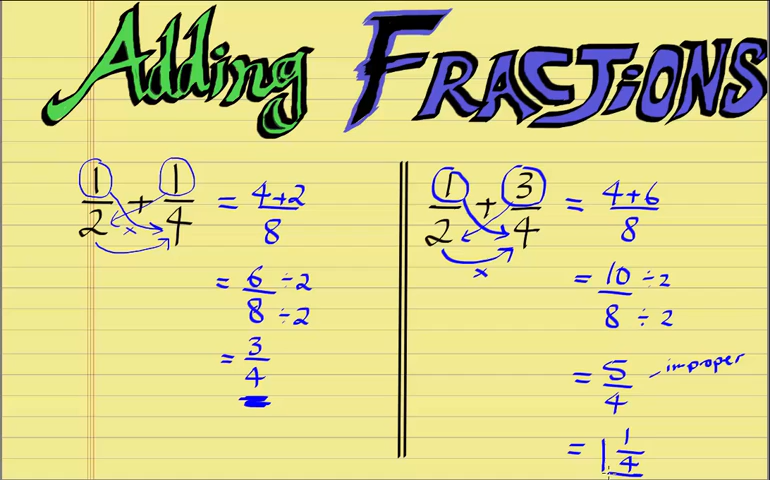 Adding FRACTIONS
1/2 + 1/4 = 4+2/8
x
= 6/8 ÷2 ÷2
= 3/4
1/2 + 3/4 = 4+6/8
x
= 10/8 ÷2 ÷2
= 5/4 - improper
= 1 1/4